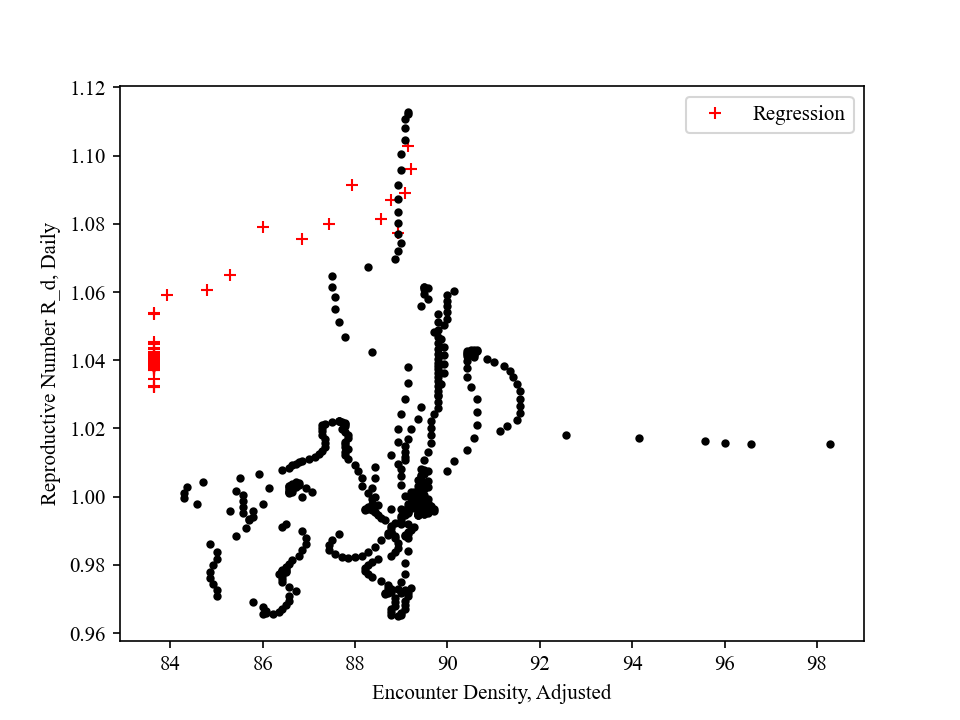 1.12
1.10
1.08
1.06
1.04
1.02
1.00
0.98
0.96
Reproductive Number R_d, Daily
Regression
84 86 88 90 92 94 96 98
Encounter Density, Adjusted